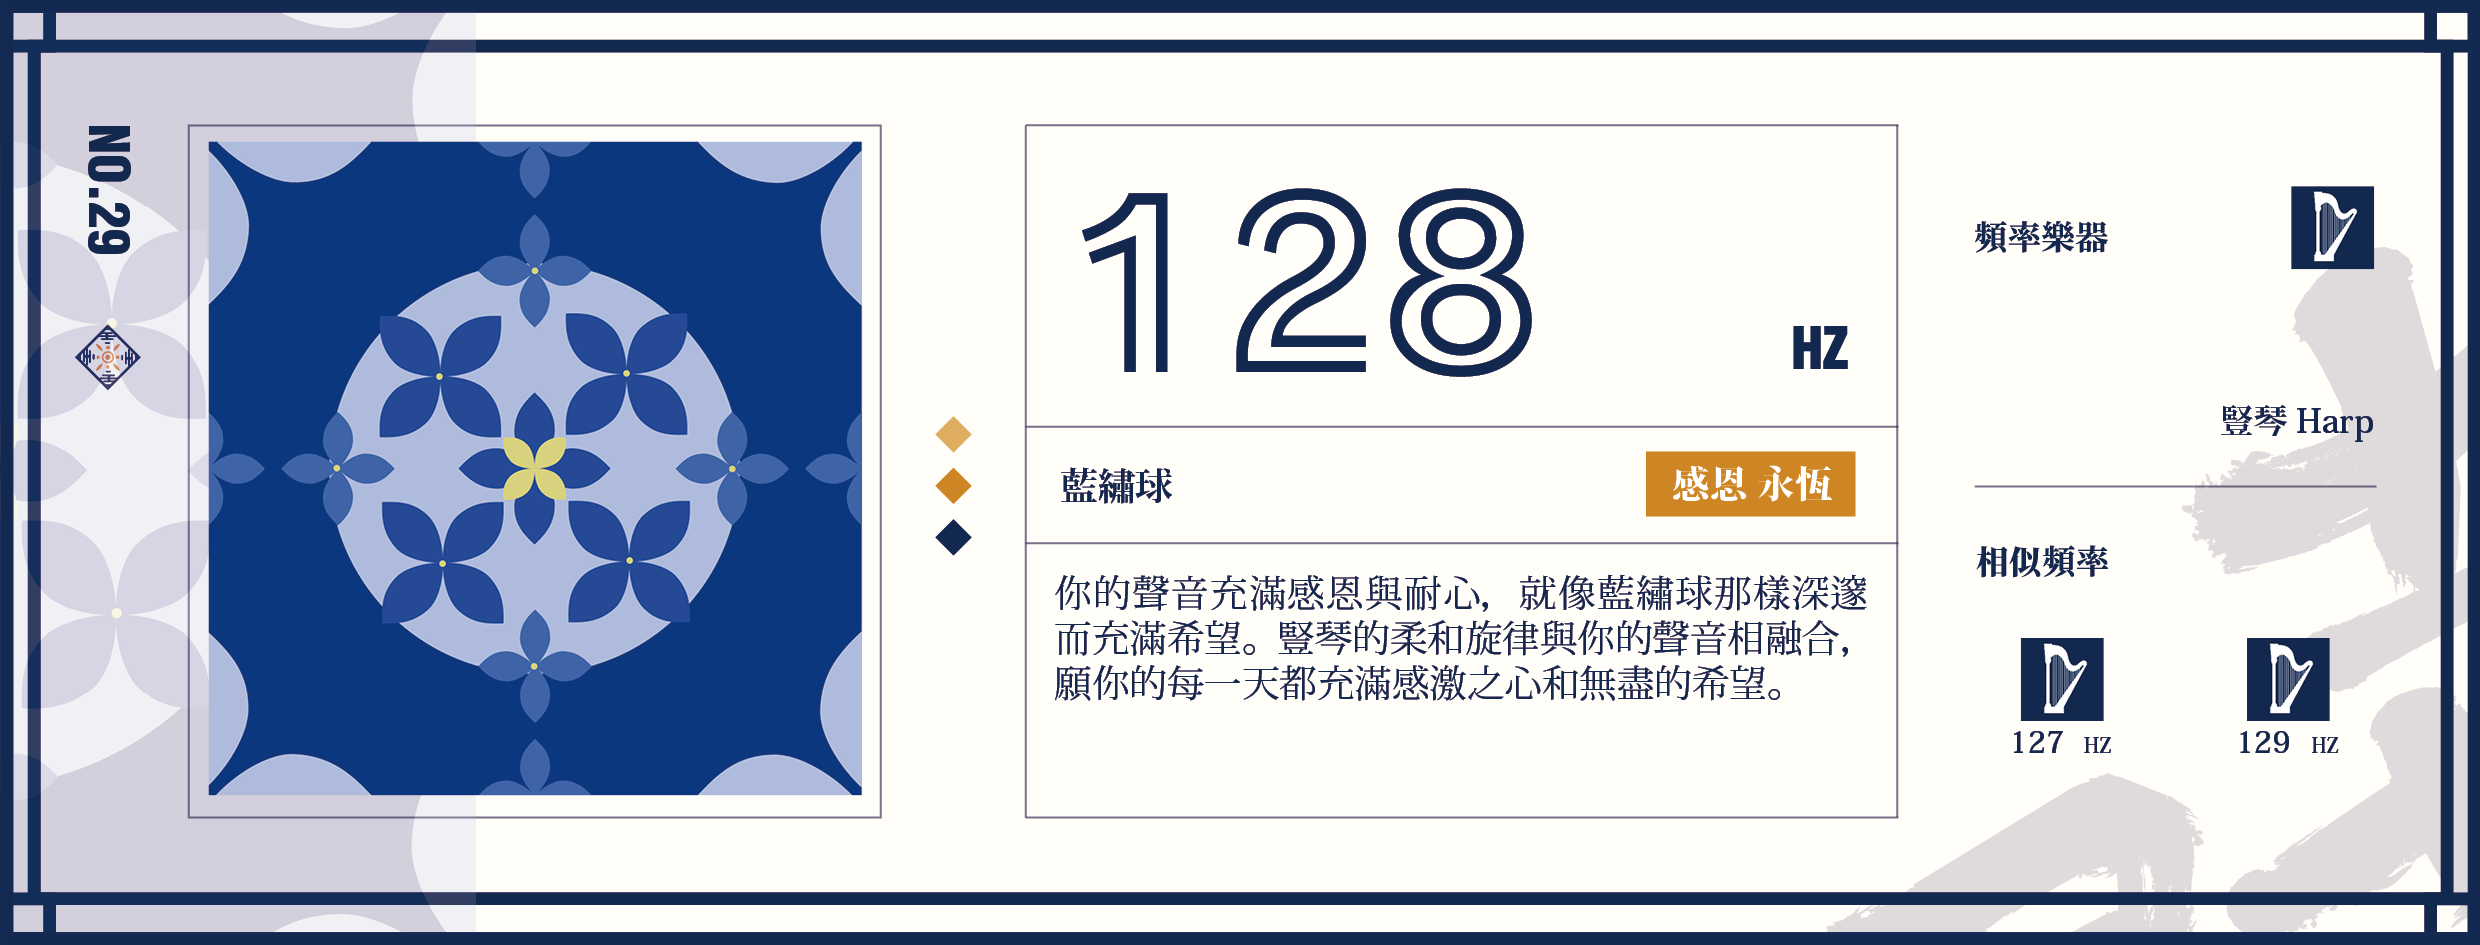 NO.29
128
HZ
藍繡球
感恩 永恆
你的聲音充滿感恩與耐心，就像藍繡球那樣深邃
而充滿希望。豎琴的柔和旋律與你的聲音相融合，
願你的每一天都充滿感激之心和無盡的希望。
頻率樂器
豎琴 Harp
相似頻率
127 HZ
129 HZ